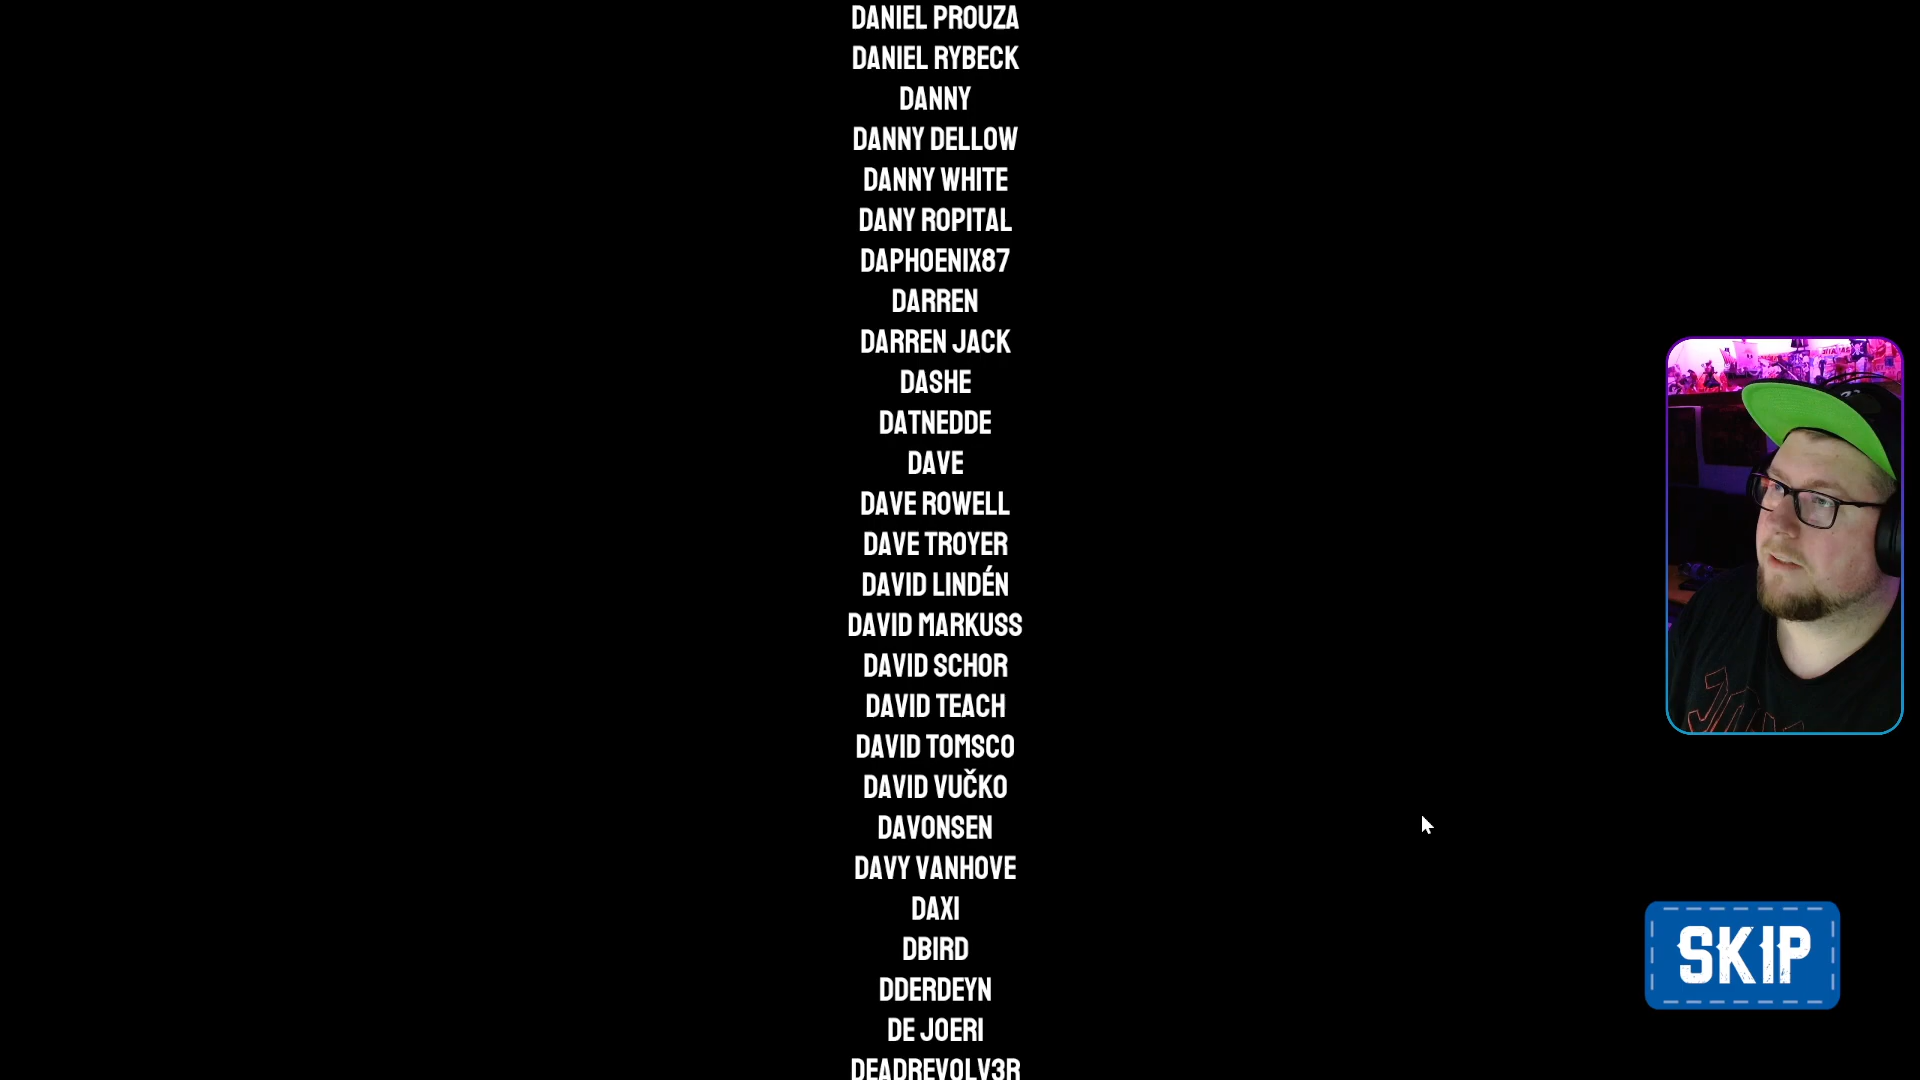 DANIEL PROUZA
DANIEL RYBECK
DANNY
DANNY DELLOW
DANNY WHITE
DANY ROPITAL
DAPHOENIX87
DARREN
DARREN JACK
DASHE
DATNEDDE
DAVE
DAVE ROWELL
DAVE TROYER
DAVID LINDÉN
DAVID MARKUSS
DAVID SCHOR
DAVID TEACH
DAVID TOMSCO
DAVID VUČKO
DAVONSEN
DAVY VANHOVE
DAXI
DBIRD
DDERDEYN
DE JOERI
DEADREVOLV3R
SKIP